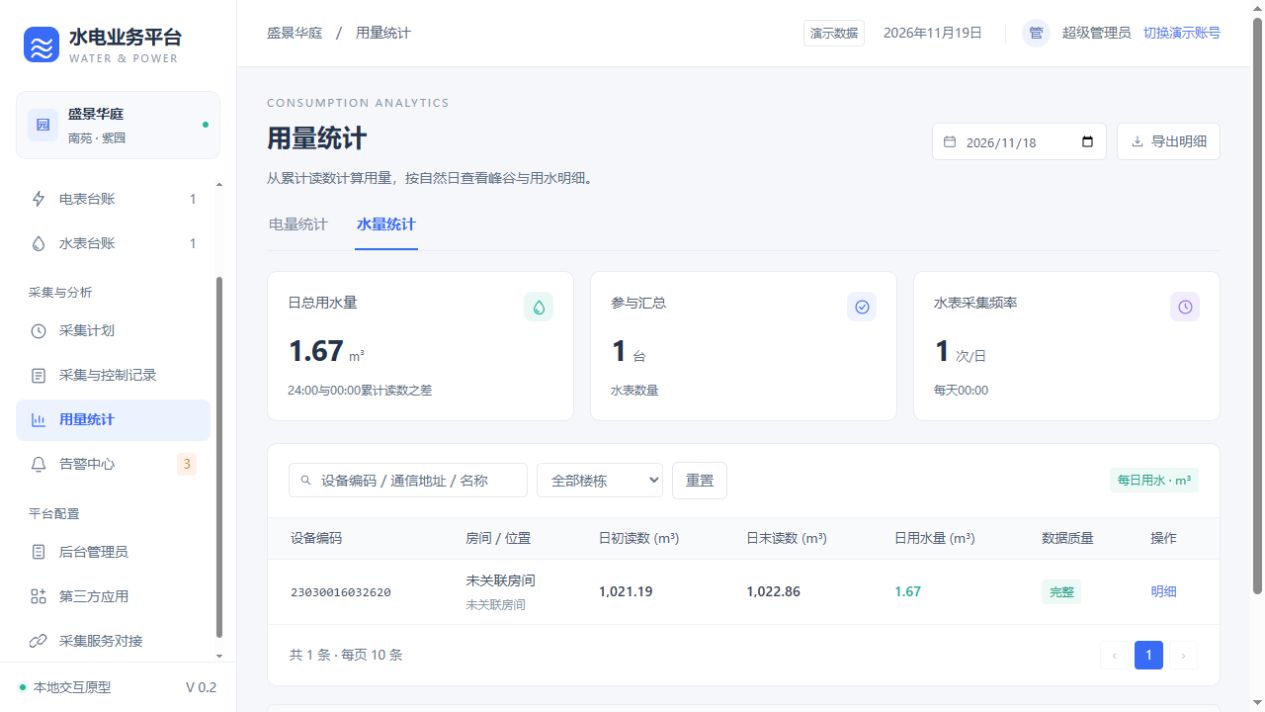 水电业务平台
WATER & POWER
盛景华庭
南苑 · 紫园
园
电表台账 1
水表台账 1
采集与分析
采集计划
采集与控制记录
用量统计
告警中心 3
平台配置
后台管理员
第三方应用
采集服务对接
本地交互原型 V 0.2
盛景华庭 / 用量统计
演示数据 2026年11月19日 管 超级管理员 切换演示账号
CONSUMPTION ANALYTICS
用量统计
2026/11/18 导出明细
从累计读数计算用量，按自然日查看峰谷与用水明细。
电量统计 水量统计
日总用水量
1.67 m³
24:00与00:00累计读数之差
参与汇总
1 台
水表数量
水表采集频率
1 次/日
每天00:00
设备编码 / 通信地址 / 名称 全部楼栋 重置 每日用水 · m³
设备编码 房间 / 位置 日初读数 (m³) 日末读数 (m³) 日用水量 (m³) 数据质量 操作
23030016032620 未关联房间 1,021.19 1,022.86 1.67 完整 明细
未关联房间
共 1 条 · 每页 10 条 ‹ 1 ›